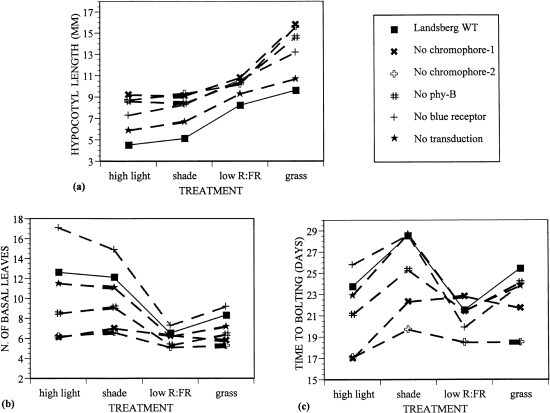 HYPOCOTYL LENGTH (MM)
17
15
13
11
9
7
5
3
high light shade low R:FR grass
(a) TREATMENT
Landsberg WT
No chromophore-1
No chromophore-2
No phy-B
No blue receptor
No transduction
N. OF BASAL LEAVES
18
16
14
12
10
8
6
4
2
high light shade low R:FR grass
(b) TREATMENT
TIME TO BOLTING (DAYS)
29
27
25
23
21
19
17
15
high light shade low R:FR grass
(c) TREATMENT